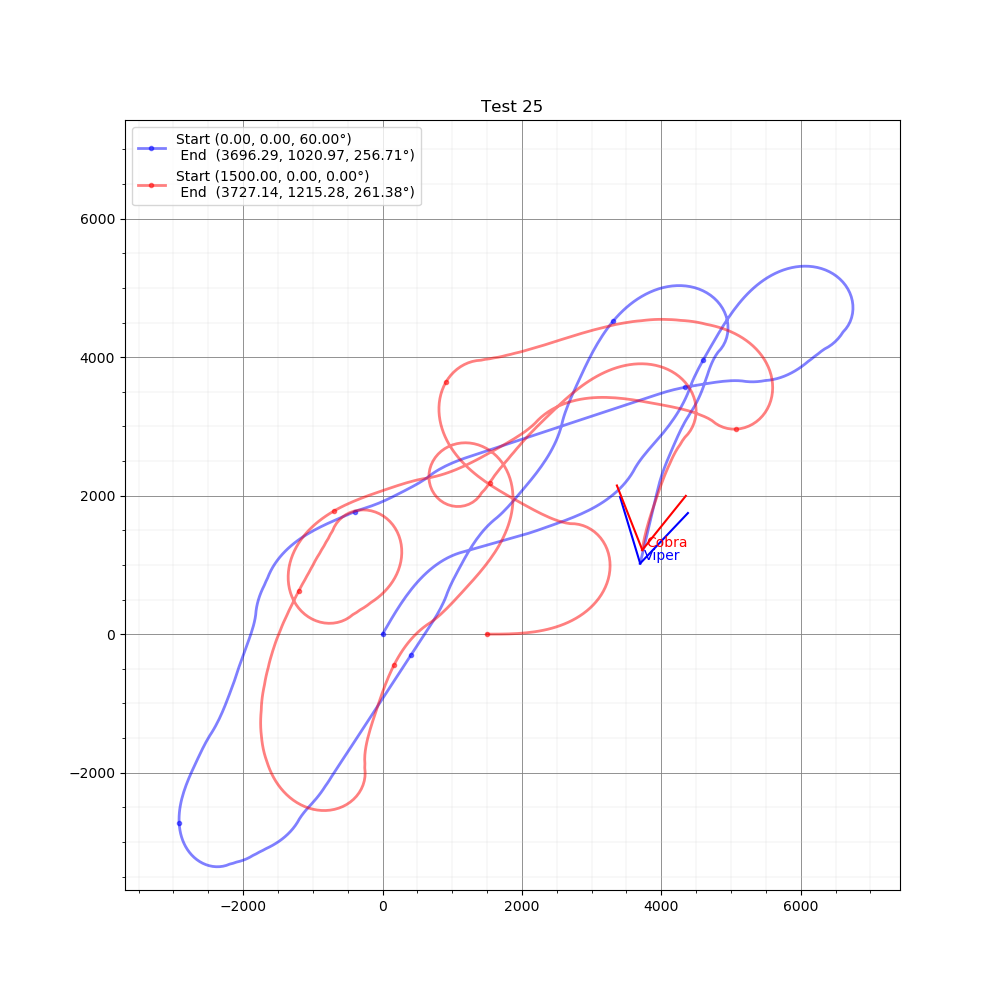 Test 25
Start (0.00, 0.00, 60.00°)
End (3696.29, 1020.97, 256.71°)
Start (1500.00, 0.00, 0.00°)
End (3727.14, 1215.28, 261.38°)
6000
4000
2000
0
−2000
Cobra
Viper
−2000
0
2000
4000
6000